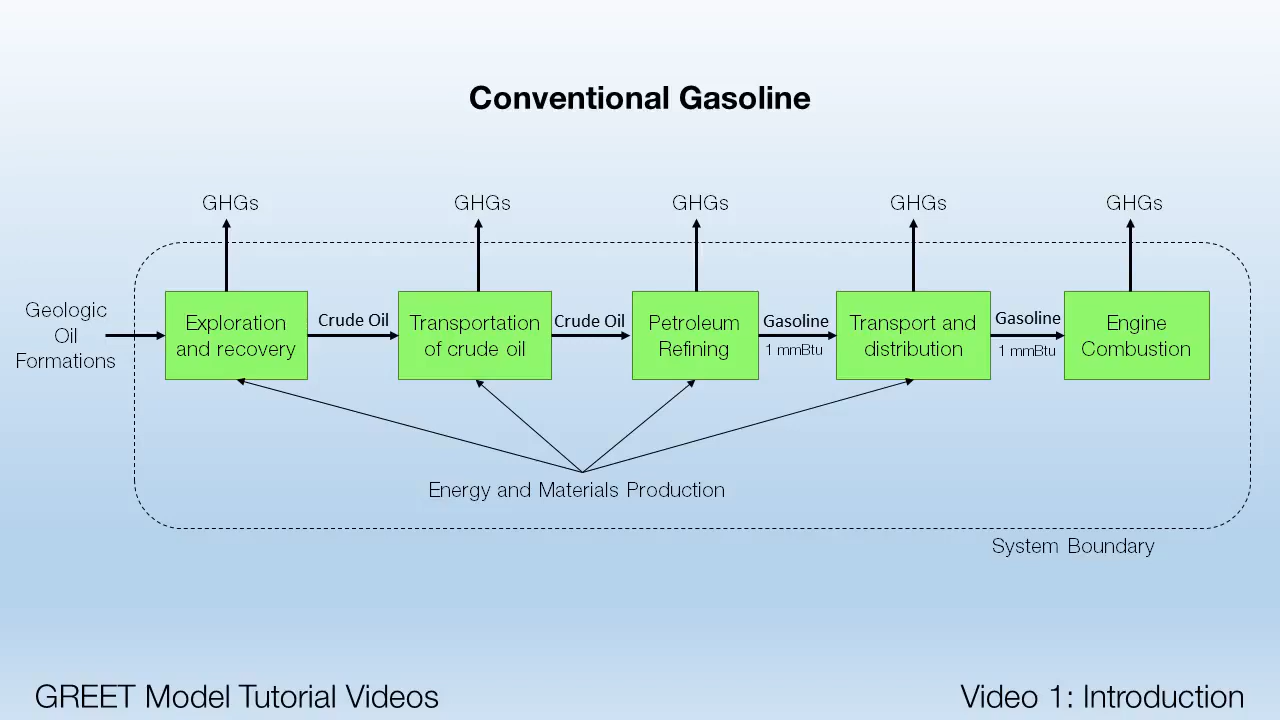 Conventional Gasoline
GHGs
GHGs
GHGs
GHGs
GHGs
Geologic
Oil
Formations
Exploration
and recovery
Crude Oil
Transportation
of crude oil
Crude Oil
Petroleum
Refining
Gasoline
1 mmBtu
Transport and
distribution
Gasoline
1 mmBtu
Engine
Combustion
Energy and Materials Production
System Boundary
GREET Model Tutorial Videos
Video 1: Introduction